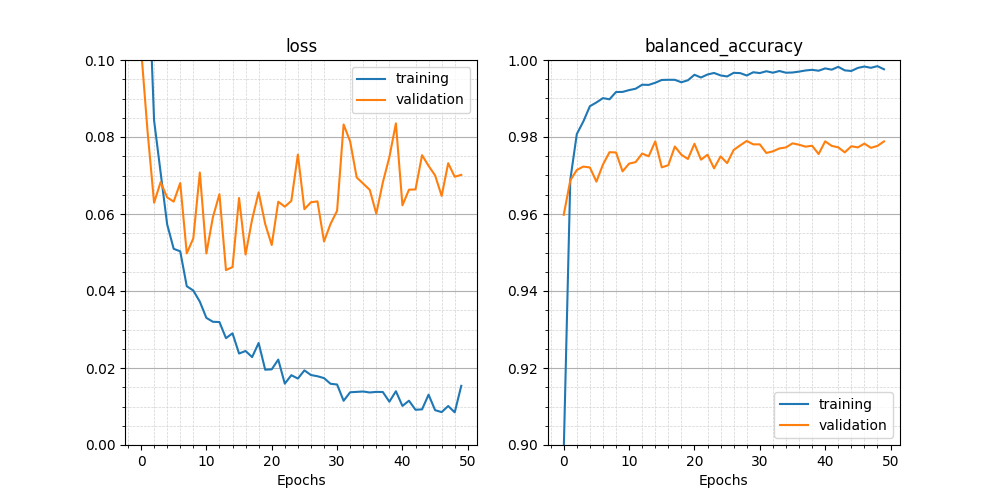 loss
0.10
0.08
0.06
0.04
0.02
0.00
0 10 20 30 40 50
Epochs
training
validation
balanced_accuracy
1.00
0.98
0.96
0.94
0.92
0.90
0 10 20 30 40 50
Epochs
training
validation